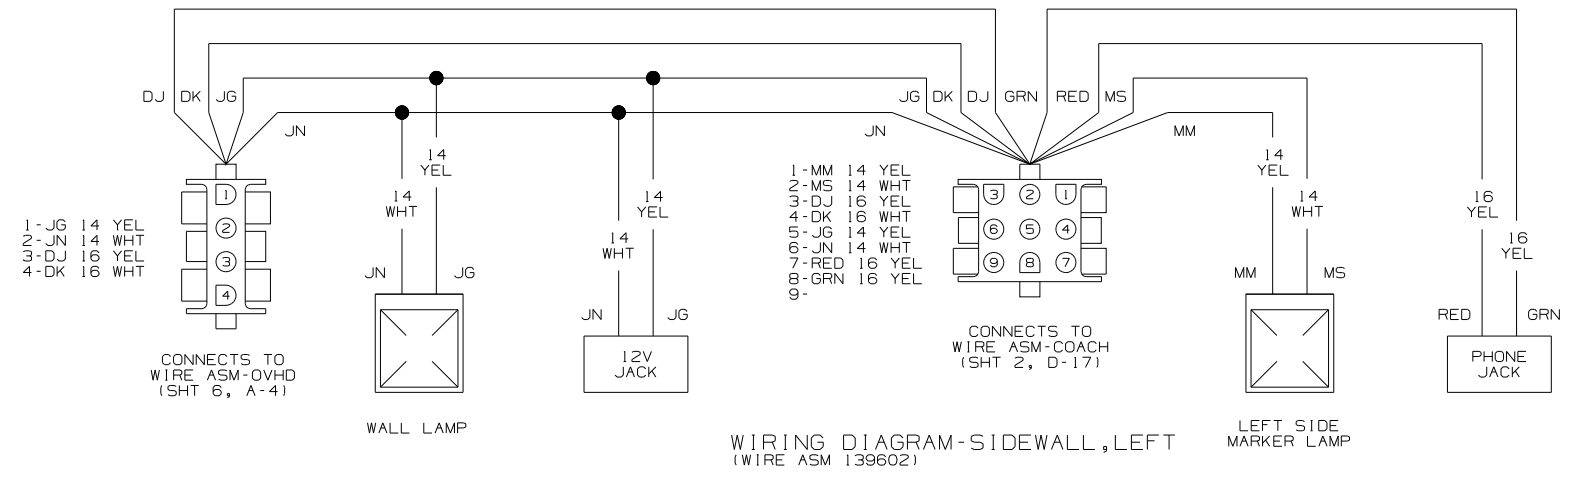 DJ DK JG
JN
JG DK DJ GRN RED MS
JN
MM
14
YEL
14
WHT
14
YEL
14
WHT
14
YEL
14
WHT
16
YEL
16
YEL
1-JG 14 YEL
2-JN 14 WHT
3-DJ 16 YEL
4-DK 16 WHT
1
2
3
4
1-MM 14 YEL
2-MS 14 WHT
3-DJ 16 YEL
4-DK 16 WHT
5-JG 14 YEL
6-JN 14 WHT
7-RED 16 YEL
8-GRN 16 YEL
9-
3 2 1
6 5 4
9 8 7
JN JG
JN JG
MM MS
RED GRN
CONNECTS TO
WIRE ASM-OVHD
(SHT 6, A-4)
WALL LAMP
12V
JACK
CONNECTS TO
WIRE ASM-COACH
(SHT 2, D-17)
LEFT SIDE
MARKER LAMP
PHONE
JACK
WIRING DIAGRAM-SIDEWALL,LEFT
(WIRE ASM 139602)